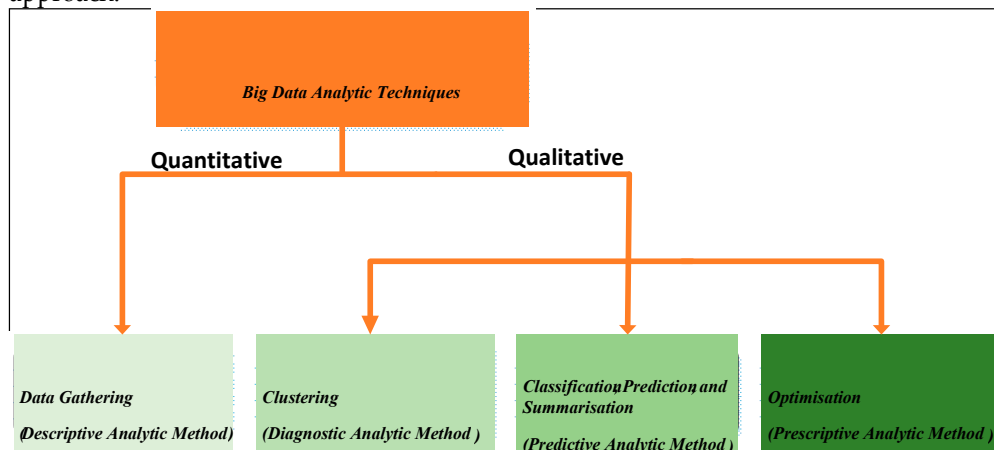 approach.
Big Data Analytic Techniques
Quantitative
Qualitative
Data Gathering
(Descriptive Analytic Method)
Clustering
(Diagnostic Analytic Method )
Classification, Prediction, and
Summarisation
(Predictive Analytic Method )
Optimisation
(Prescriptive Analytic Method )